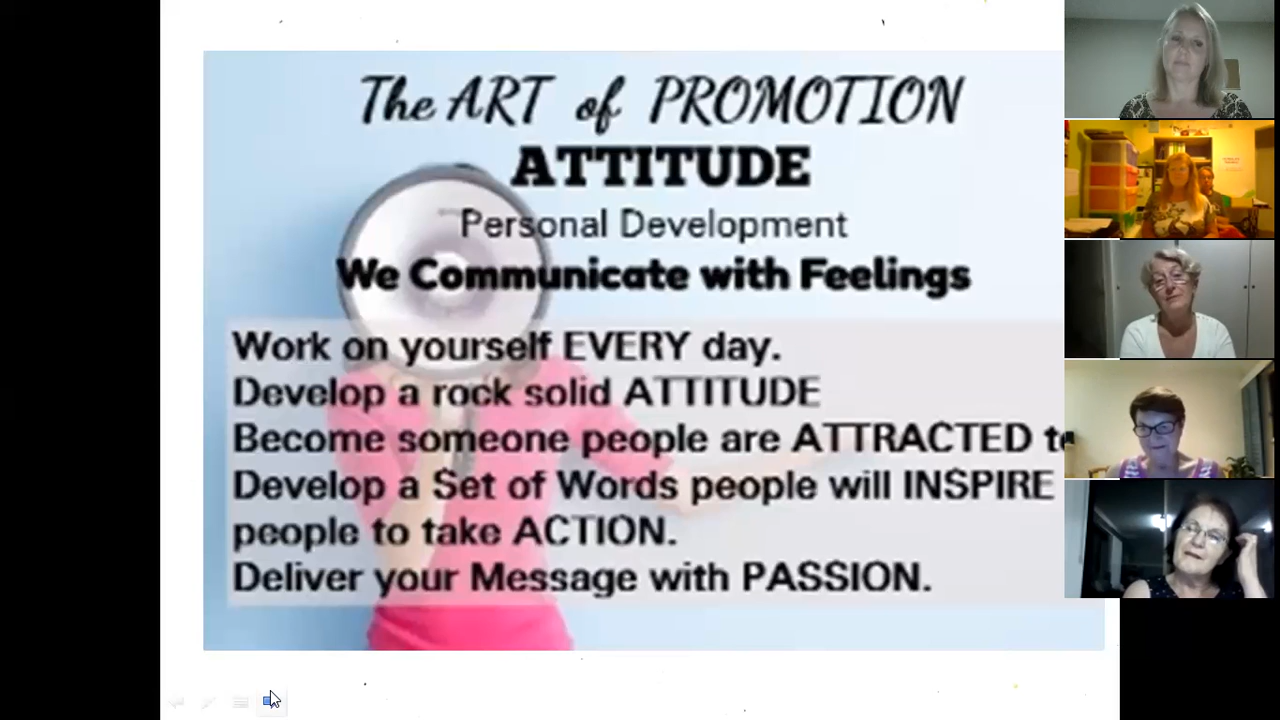 The ART of PROMOTION
ATTITUDE
Personal Development
We Communicate with Feelings
Work on yourself EVERY day.
Develop a rock solid ATTITUDE
Become someone people are ATTRACTED to
Develop a Set of Words people will INSPIRE
people to take ACTION.
Deliver your Message with PASSION.